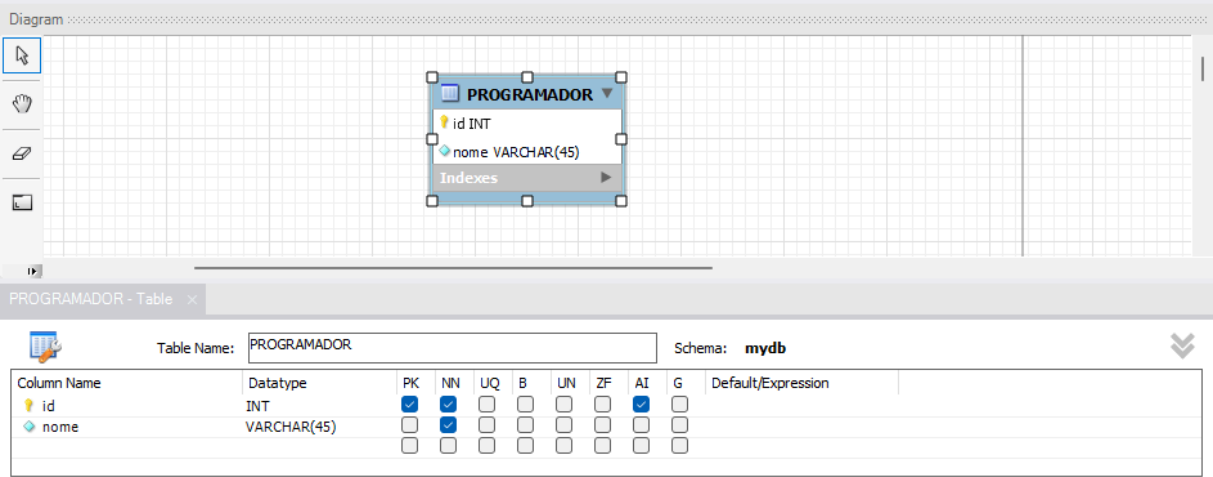 Diagram
PROGRAMADOR
id INT
nome VARCHAR(45)
Indexes
PROGRAMADOR - Table
Table Name: PROGRAMADOR Schema: mydb
Column Name Datatype PK NN UQ B UN ZF AI G Default/Expression
id INT
nome VARCHAR(45)